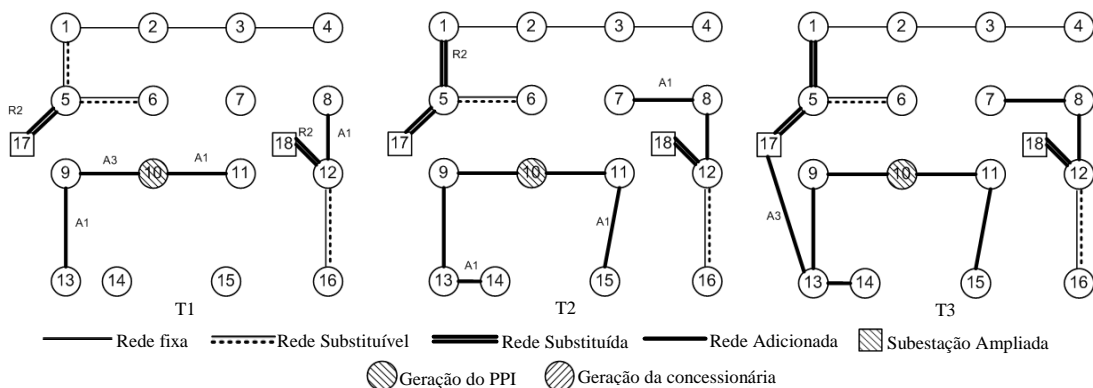 1 2 3 4
R2
5 6 7 8
17
R2
18
A1
A3 A1
9 10 11 12
A1
13 14 15 16
T1
1 2 3 4
R2
A1
5 6 7 8
17
18
9 10 11 12
A1
A1
13 14 15 16
T2
1 2 3 4
5 6 7 8
17
18
9 10 11 12
A3
13 14 15 16
T3
Rede fixa Rede Substituível Rede Substituída Rede Adicionada Subestação Ampliada
Geração do PPI Geração da concessionária